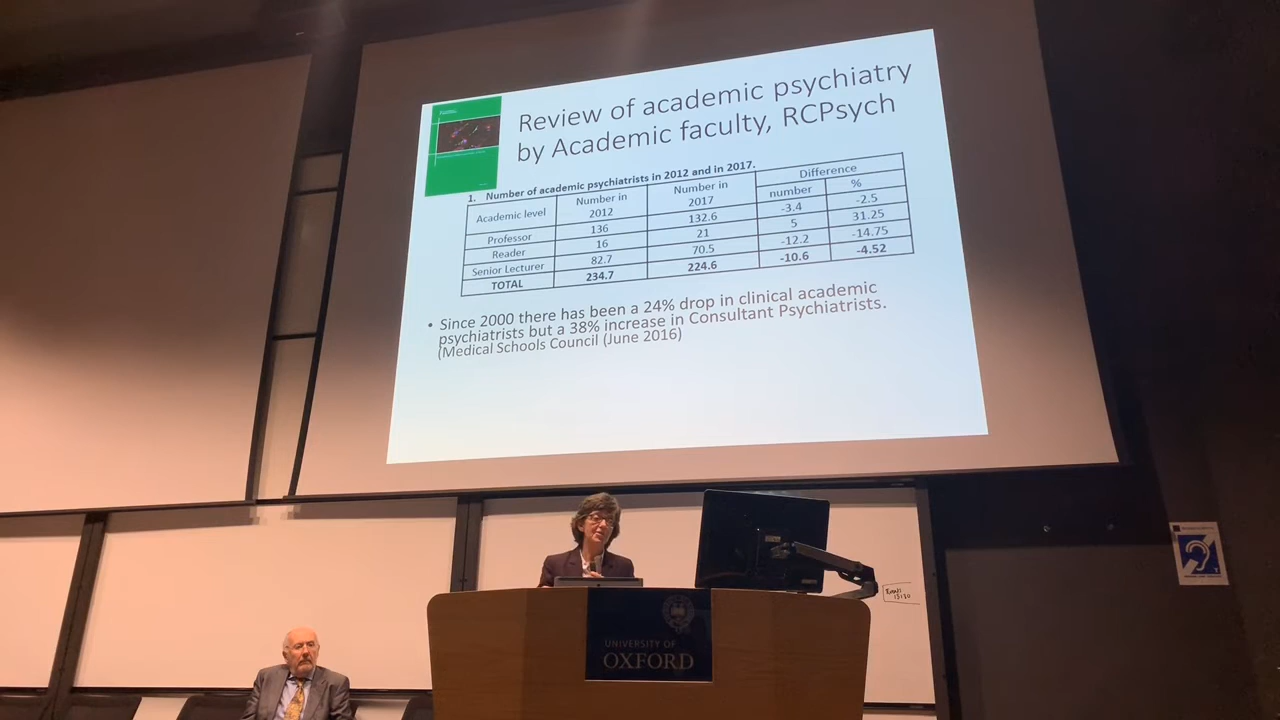 Review of academic psychiatry
by Academic faculty, RCPsych
1. Number of academic psychiatrists in 2012 and in 2017.
Academic level Number in 2012 Number in 2017 Difference
number %
Professor 136 132.6 -3.4 -2.5
Reader 16 21 5 31.25
Senior Lecturer 82.7 70.5 -12.2 -14.75
TOTAL 234.7 224.6 -10.6 -4.52
• Since 2000 there has been a 24% drop in clinical academic
psychiatrists but a 38% increase in Consultant Psychiatrists.
(Medical Schools Council (June 2016)
UNIVERSITY OF
OXFORD
15:30
T